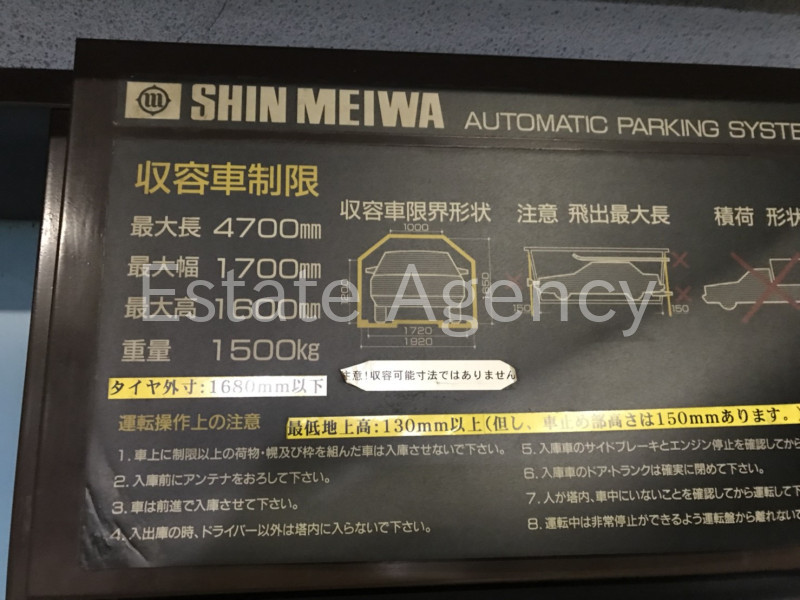 SHIN MEIWA AUTOMATIC PARKING SYSTE
収容車制限
最大長 4700mm
最大幅 1700mm
最大高 1600mm
重量 1500kg
タイヤ外寸:1680mm以下
収容車限界形状
1000
1650
1720
1920
注意!収容可能寸法ではありません
注意 飛出最大長
150
150
積荷 形状
最低地上高:130mm以上(但し、車止め部高さは150mmあります。)
Estate Agency
運転操作上の注意
1. 車上に制限以上の荷物・幌及び枠を組んだ車は入庫させないで下さい。
2. 入庫前にアンテナをおろして下さい。
3. 車は前進で入庫させて下さい。
4. 入出庫の時、ドライバー以外は塔内に入らないで下さい。
5. 入庫車のサイドブレーキとエンジン停止を確認してから
6. 入庫車のドア・トランクは確実に閉めて下さい。
7. 人が塔内、車中にいないことを確認してから運転して下
8. 運転中は非常停止ができるよう運転盤から離れないで